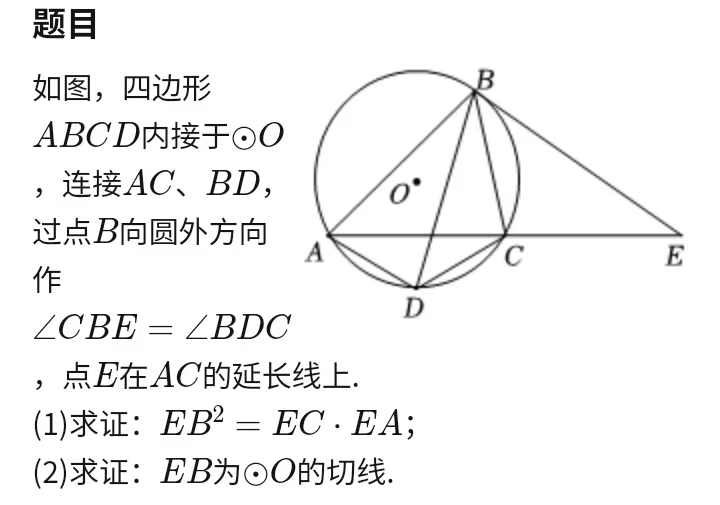 题目
如图，四边形
ABCD内接于⊙O
，连接AC、BD，
过点B向圆外方向
作
∠CBE = ∠BDC
，点E在AC的延长线上.
(1)求证：EB² = EC · EA；
(2)求证：EB为⊙O的切线.
B
O
A
C
E
D